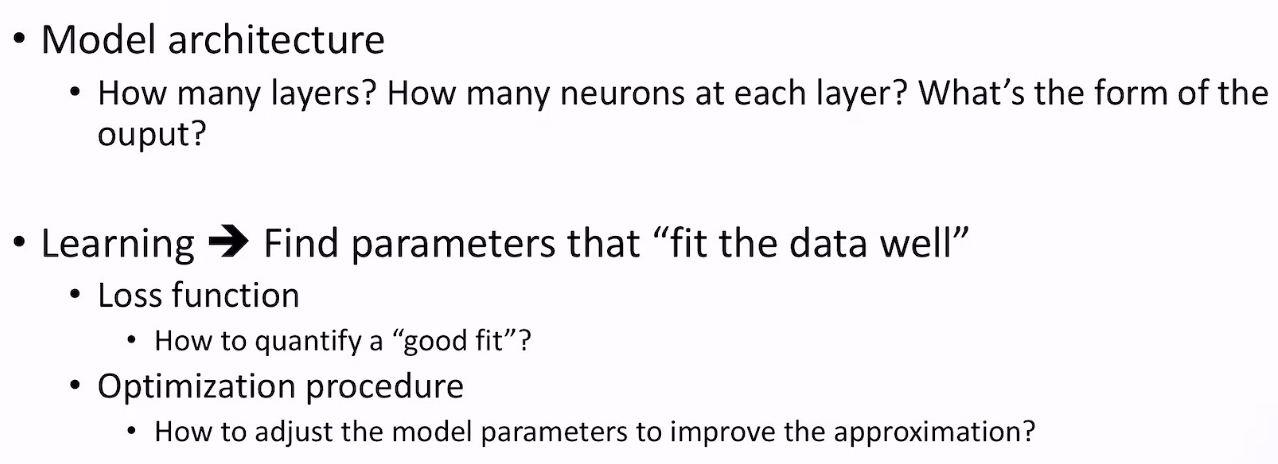 • Model architecture
• How many layers? How many neurons at each layer? What’s the form of the
ouput?
• Learning ➔ Find parameters that “fit the data well”
• Loss function
• How to quantify a “good fit”?
• Optimization procedure
• How to adjust the model parameters to improve the approximation?